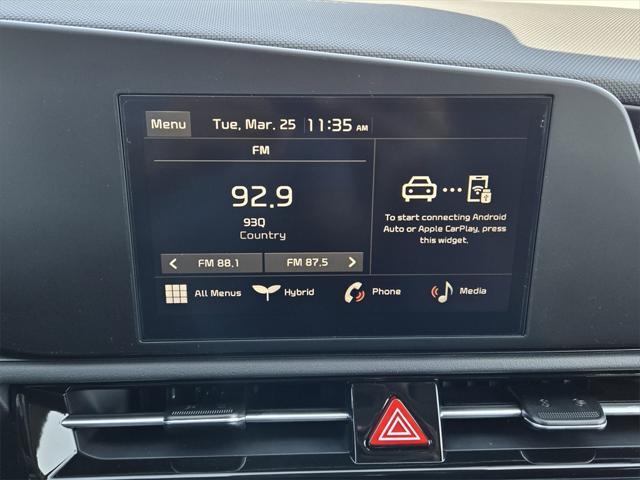 Menu Tue, Mar. 25 11:35 AM
FM
92.9
93Q
Country
To start connecting Android
Auto or Apple CarPlay, press
this widget.
FM 88.1 FM 87.5
All Menus Hybrid Phone Media